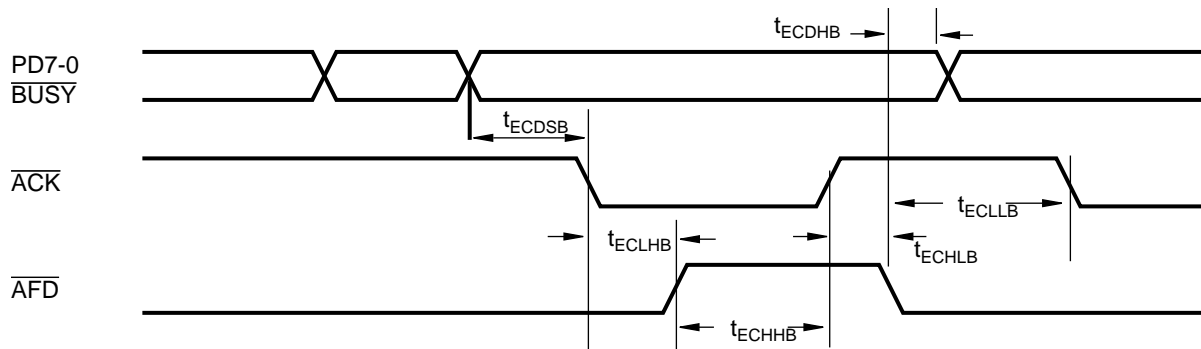 tECDHB
PD7-0
BUSY
tECDSB
ACK
tECLLB
tECLHB
tECHLB
AFD
tECHHB